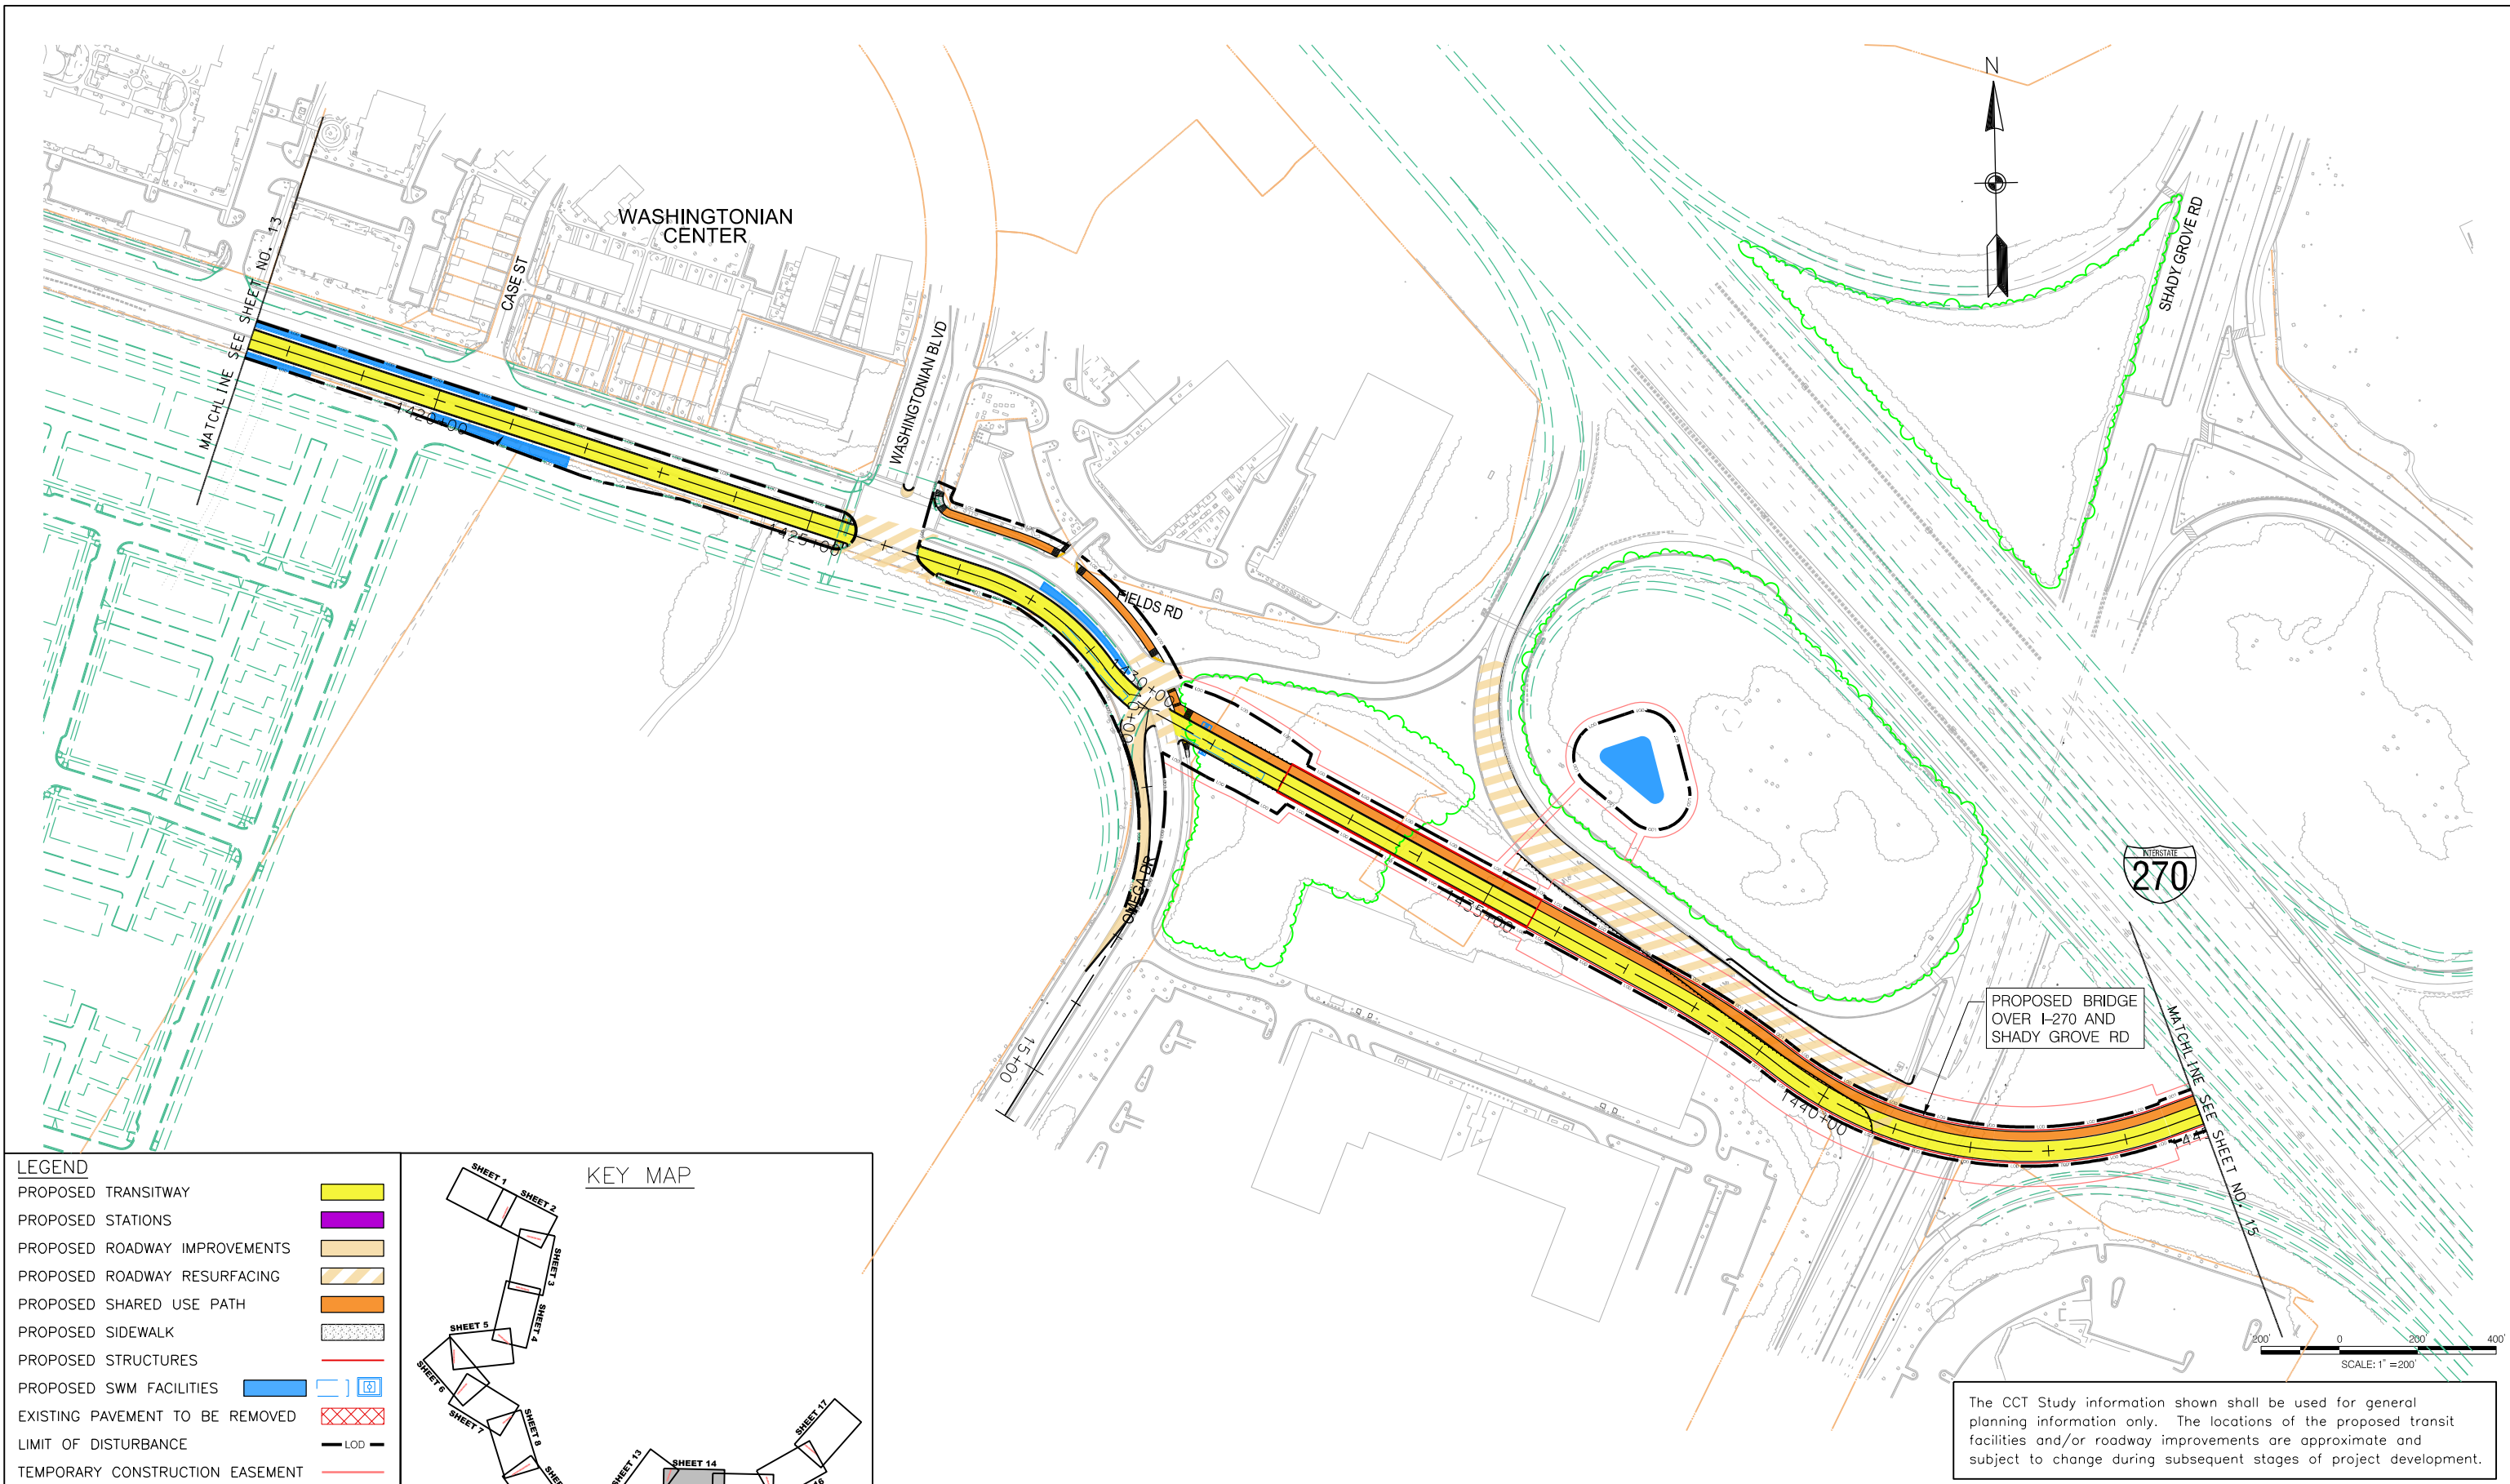 N
WASHINGTONIAN
CENTER
SHADY GROVE RD
MATCHLINE SEE SHEET NO. 13
CASE ST
WASHINGTONIAN BLVD
1420+00
1425+00
FIELDS RD
1430+00
OMEGA DR
1435+00
INTERSTATE
270
PROPOSED BRIDGE
OVER I-270 AND
SHADY GROVE RD
15+00
1440+00
MATCHLINE SEE SHEET NO. 15
200' 0 200' 400'
SCALE: 1" = 200'
LEGEND
PROPOSED TRANSITWAY
PROPOSED STATIONS
PROPOSED ROADWAY IMPROVEMENTS
PROPOSED ROADWAY RESURFACING
PROPOSED SHARED USE PATH
PROPOSED SIDEWALK
PROPOSED STRUCTURES
PROPOSED SWM FACILITIES
EXISTING PAVEMENT TO BE REMOVED
LIMIT OF DISTURBANCE
LOD
TEMPORARY CONSTRUCTION EASEMENT
KEY MAP
SHEET 1
SHEET 2
SHEET 3
SHEET 4
SHEET 5
SHEET 6
SHEET 7
SHEET 8
SHEET 13
SHEET 14
SHEET 17
The CCT Study information shown shall be used for general
planning information only. The locations of the proposed transit
facilities and/or roadway improvements are approximate and
subject to change during subsequent stages of project development.